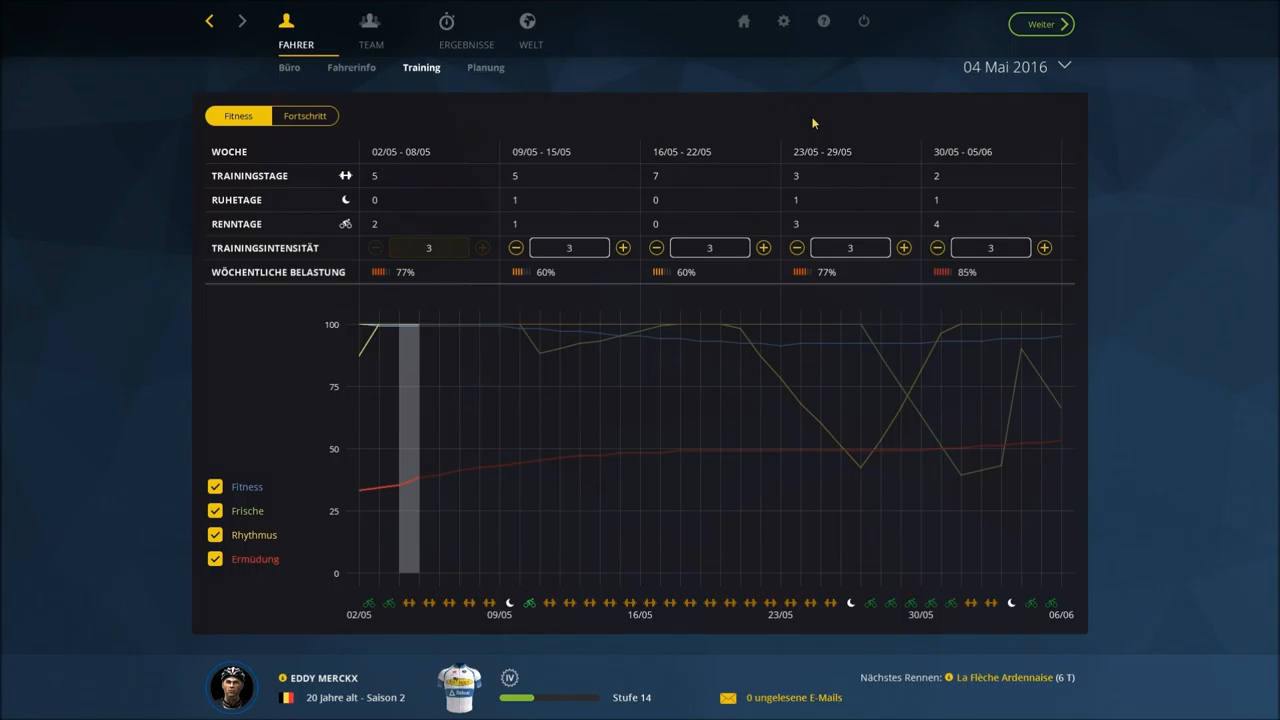 FAHRER TEAM ERGEBNISSE WELT
Weiter
Büro Fahrerinfo Training Planung
04 Mai 2016
Fitness Fortschritt
WOCHE 02/05 - 08/05 09/05 - 15/05 16/05 - 22/05 23/05 - 29/05 30/05 - 05/06
TRAININGSTAGE 5 5 7 3 2
RUHETAGE 0 1 0 1 1
RENNTAGE 2 1 0 3 4
TRAININGSINTENSITÄT 3 3 3 3 3
WÖCHENTLICHE BELASTUNG 77% 60% 60% 77% 85%
100
75
50
25
0
Fitness
Frische
Rhythmus
Ermüdung
02/05 09/05 16/05 23/05 30/05 06/06
EDDY MERCKX
20 Jahre alt - Saison 2
IV
Stufe 14
Nächstes Rennen: La Flèche Ardennaise (6 T)
0 ungelesene E-Mails